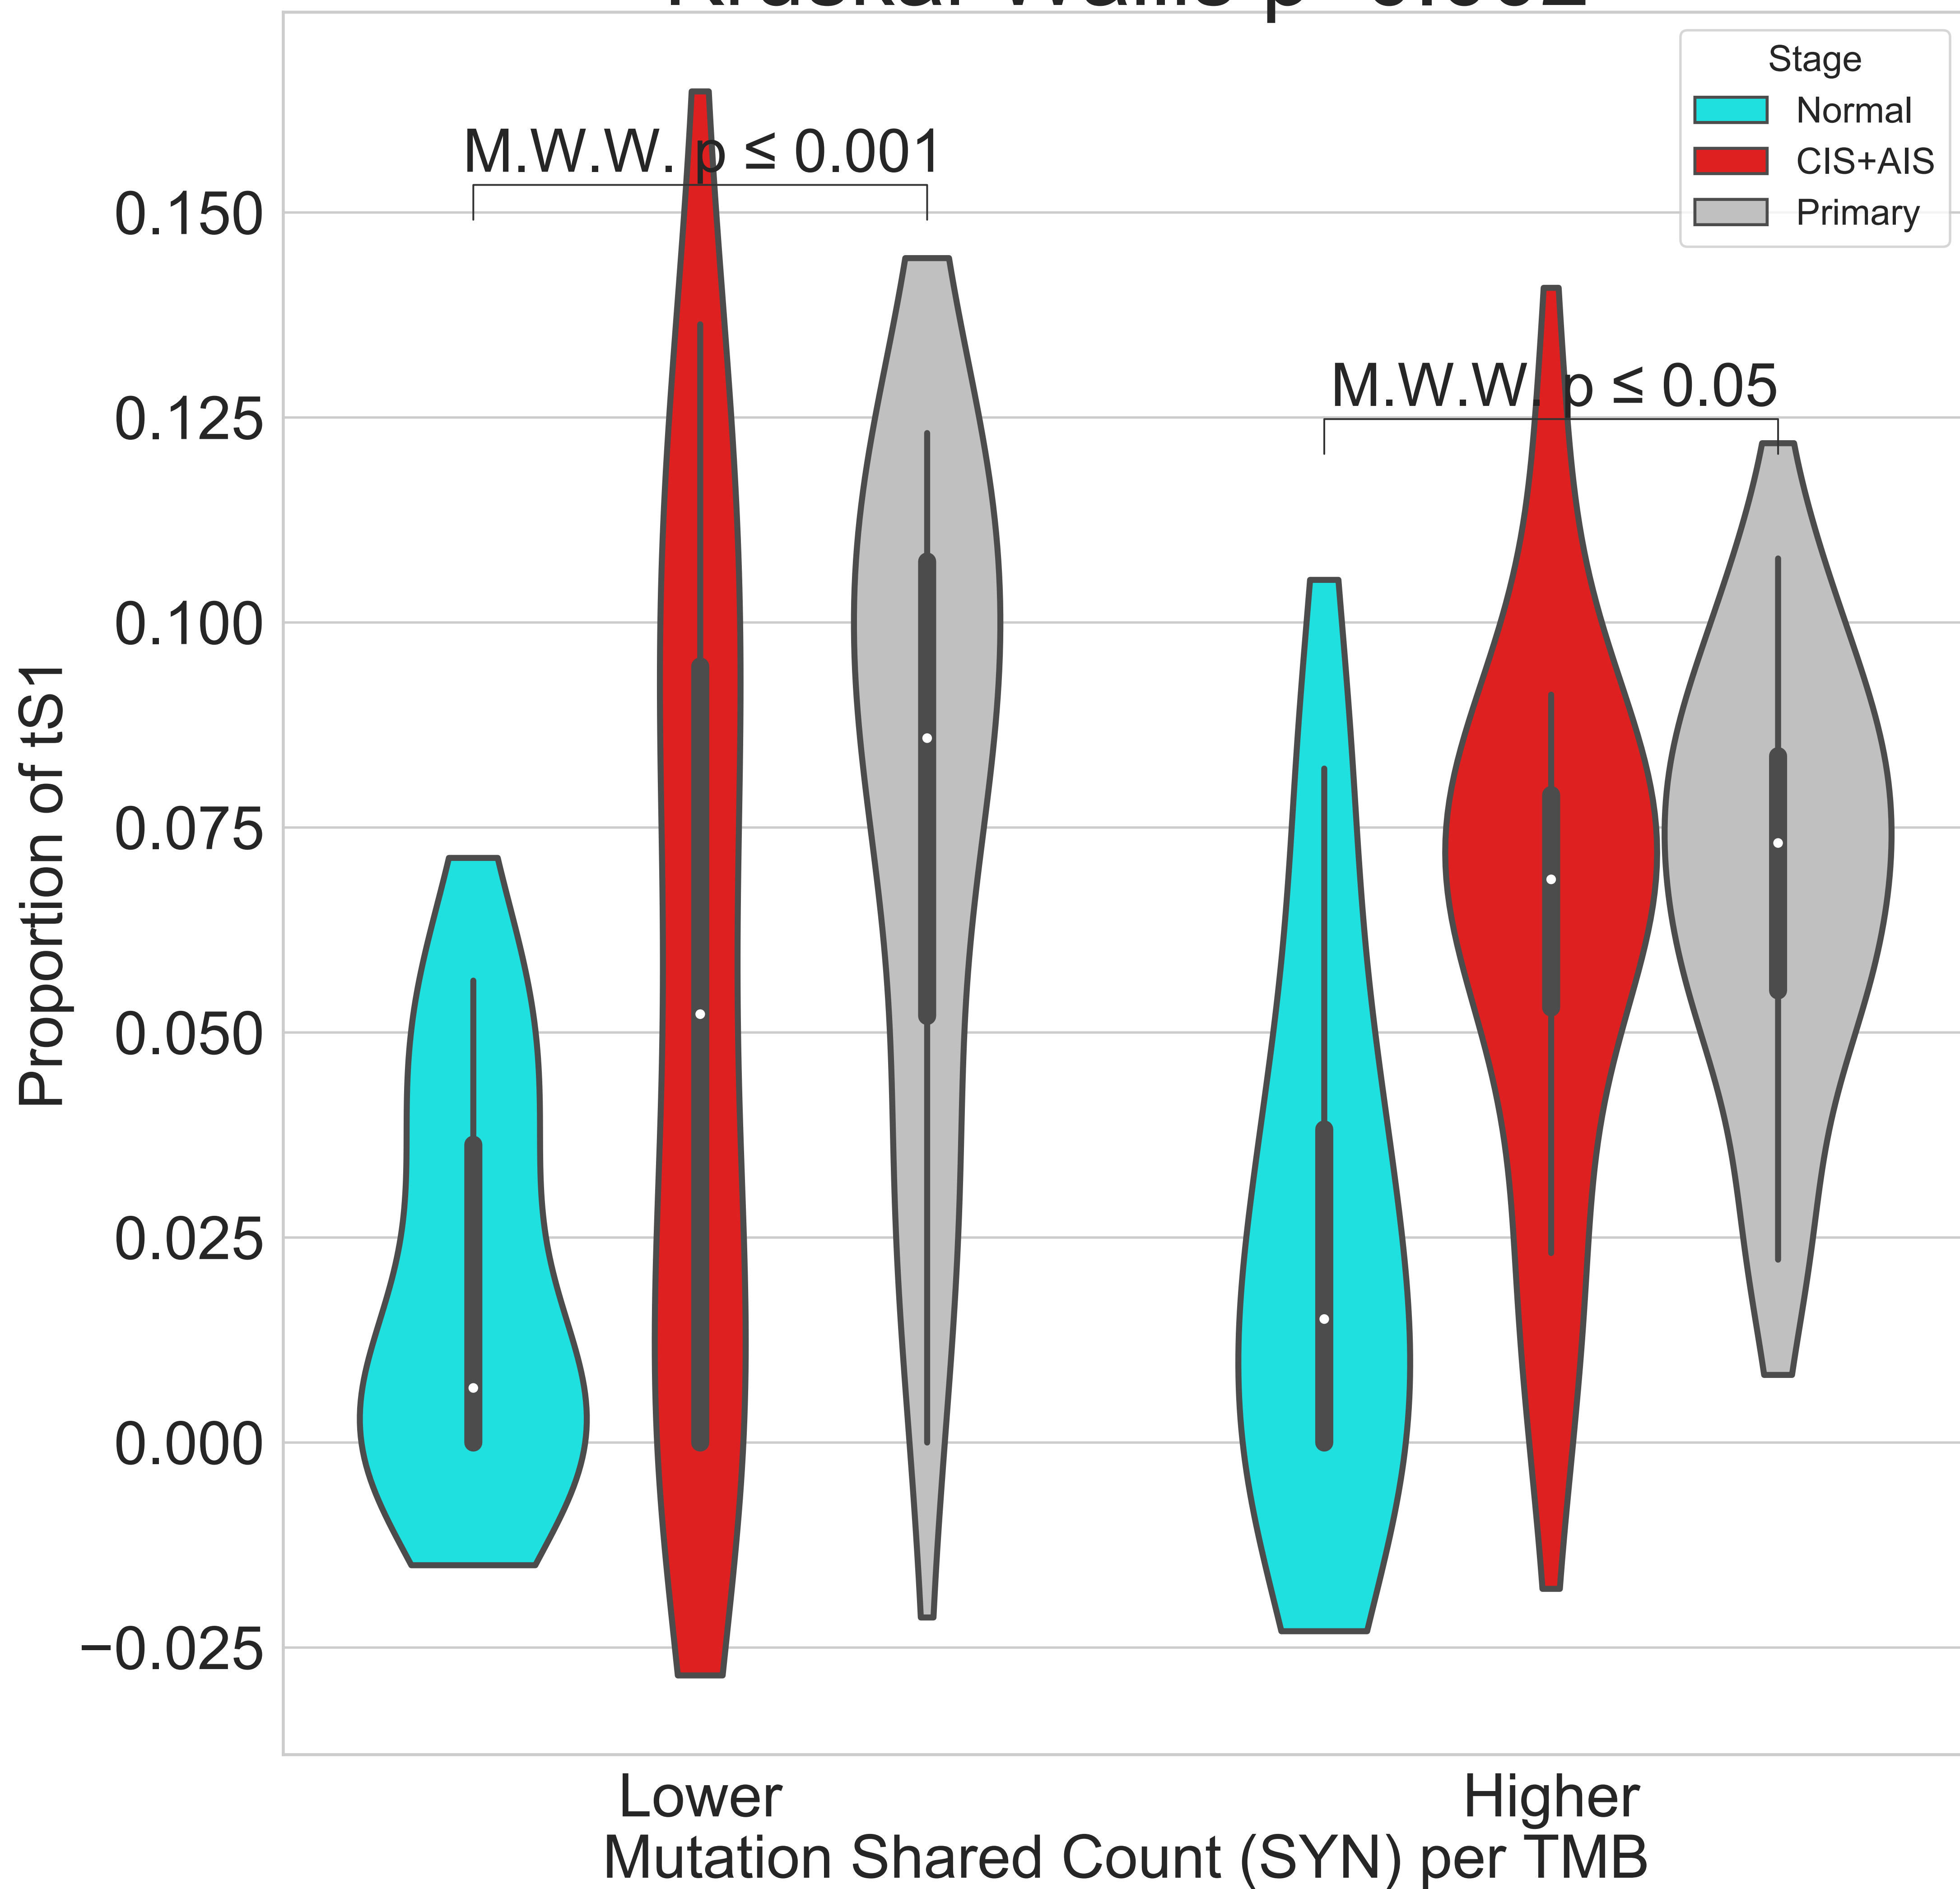 Stage
Normal
CIS+AIS
Primary
M.W.W. p ≤ 0.001
M.W.W. p ≤ 0.05
0.150
0.125
0.100
0.075
0.050
0.025
0.000
−0.025
Proportion of tS1
Lower
Higher
Mutation Shared Count (SYN) per TMB